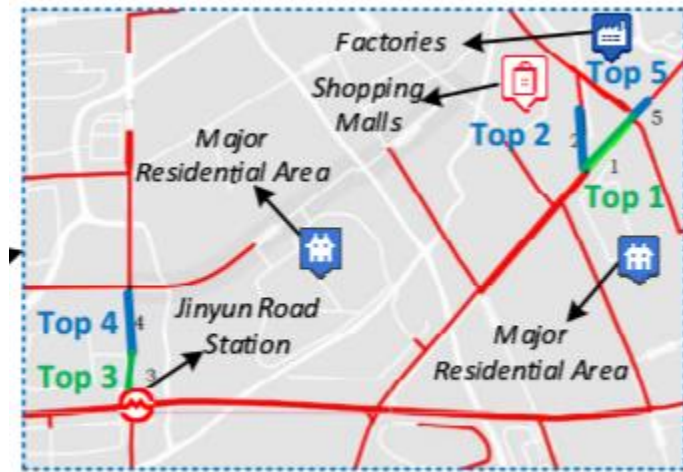 Factories
Top 5
Shopping
Malls
Top 2
2
5
1
Top 1
Major
Residential Area
Top 4
4
Jinyun Road
Station
Top 3
3
Major
Residential Area